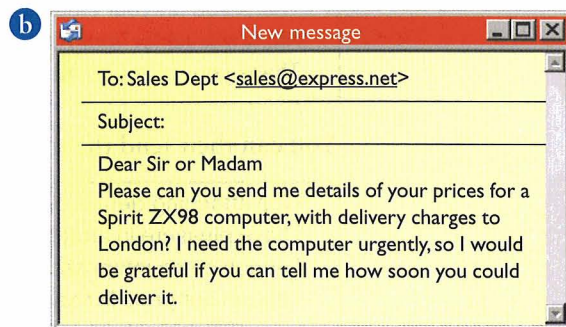 b
New message
To: Sales Dept <sales@express.net>
Subject:
Dear Sir or Madam
Please can you send me details of your prices for a
Spirit ZX98 computer, with delivery charges to
London? I need the computer urgently, so I would
be grateful if you can tell me how soon you could
deliver it.